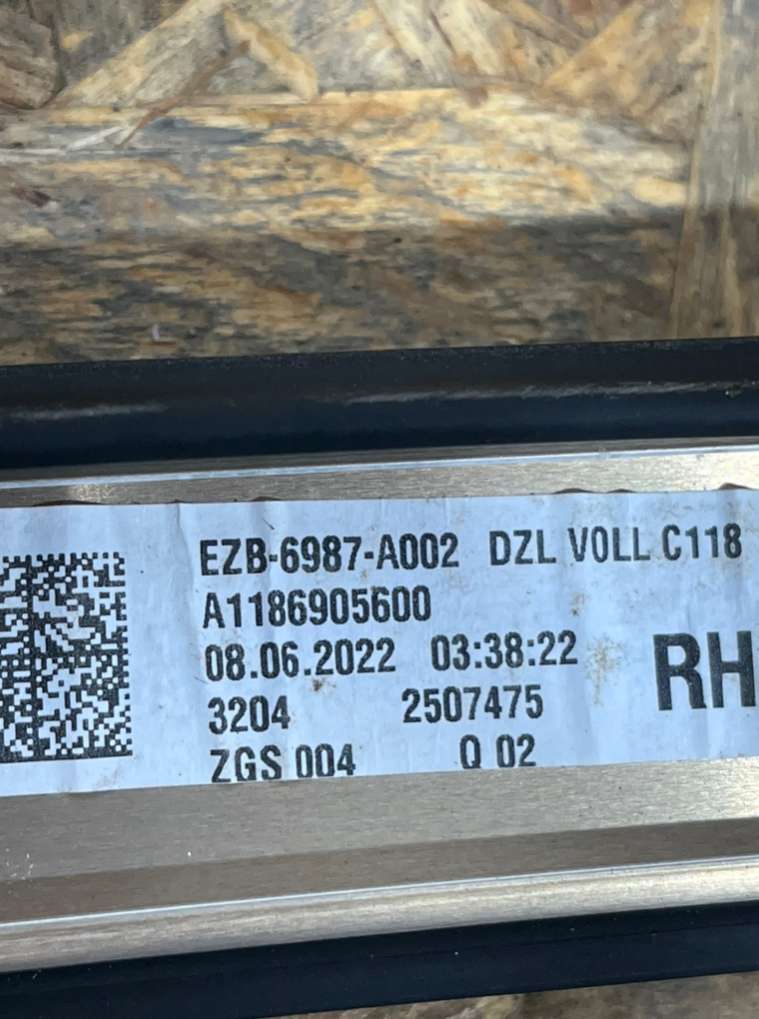 EZB-6987-A002 DZL VOLL C118
A1186905600
08.06.2022 03:38:22
RH
3204 2507475
ZGS 004 Q 02